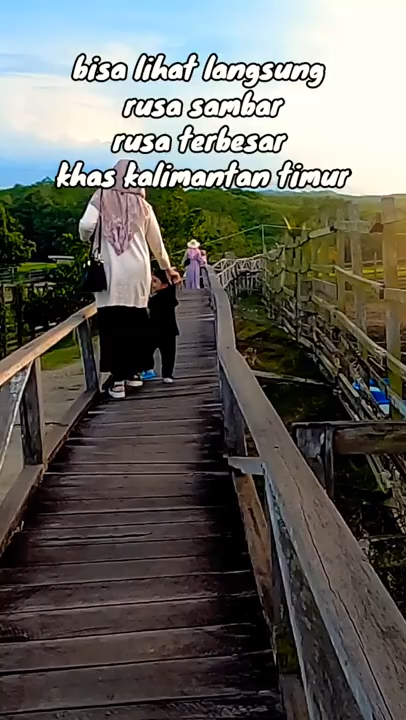 bisa lihat langsung
rusa sambar
rusa terbesar
khas kalimantan timur